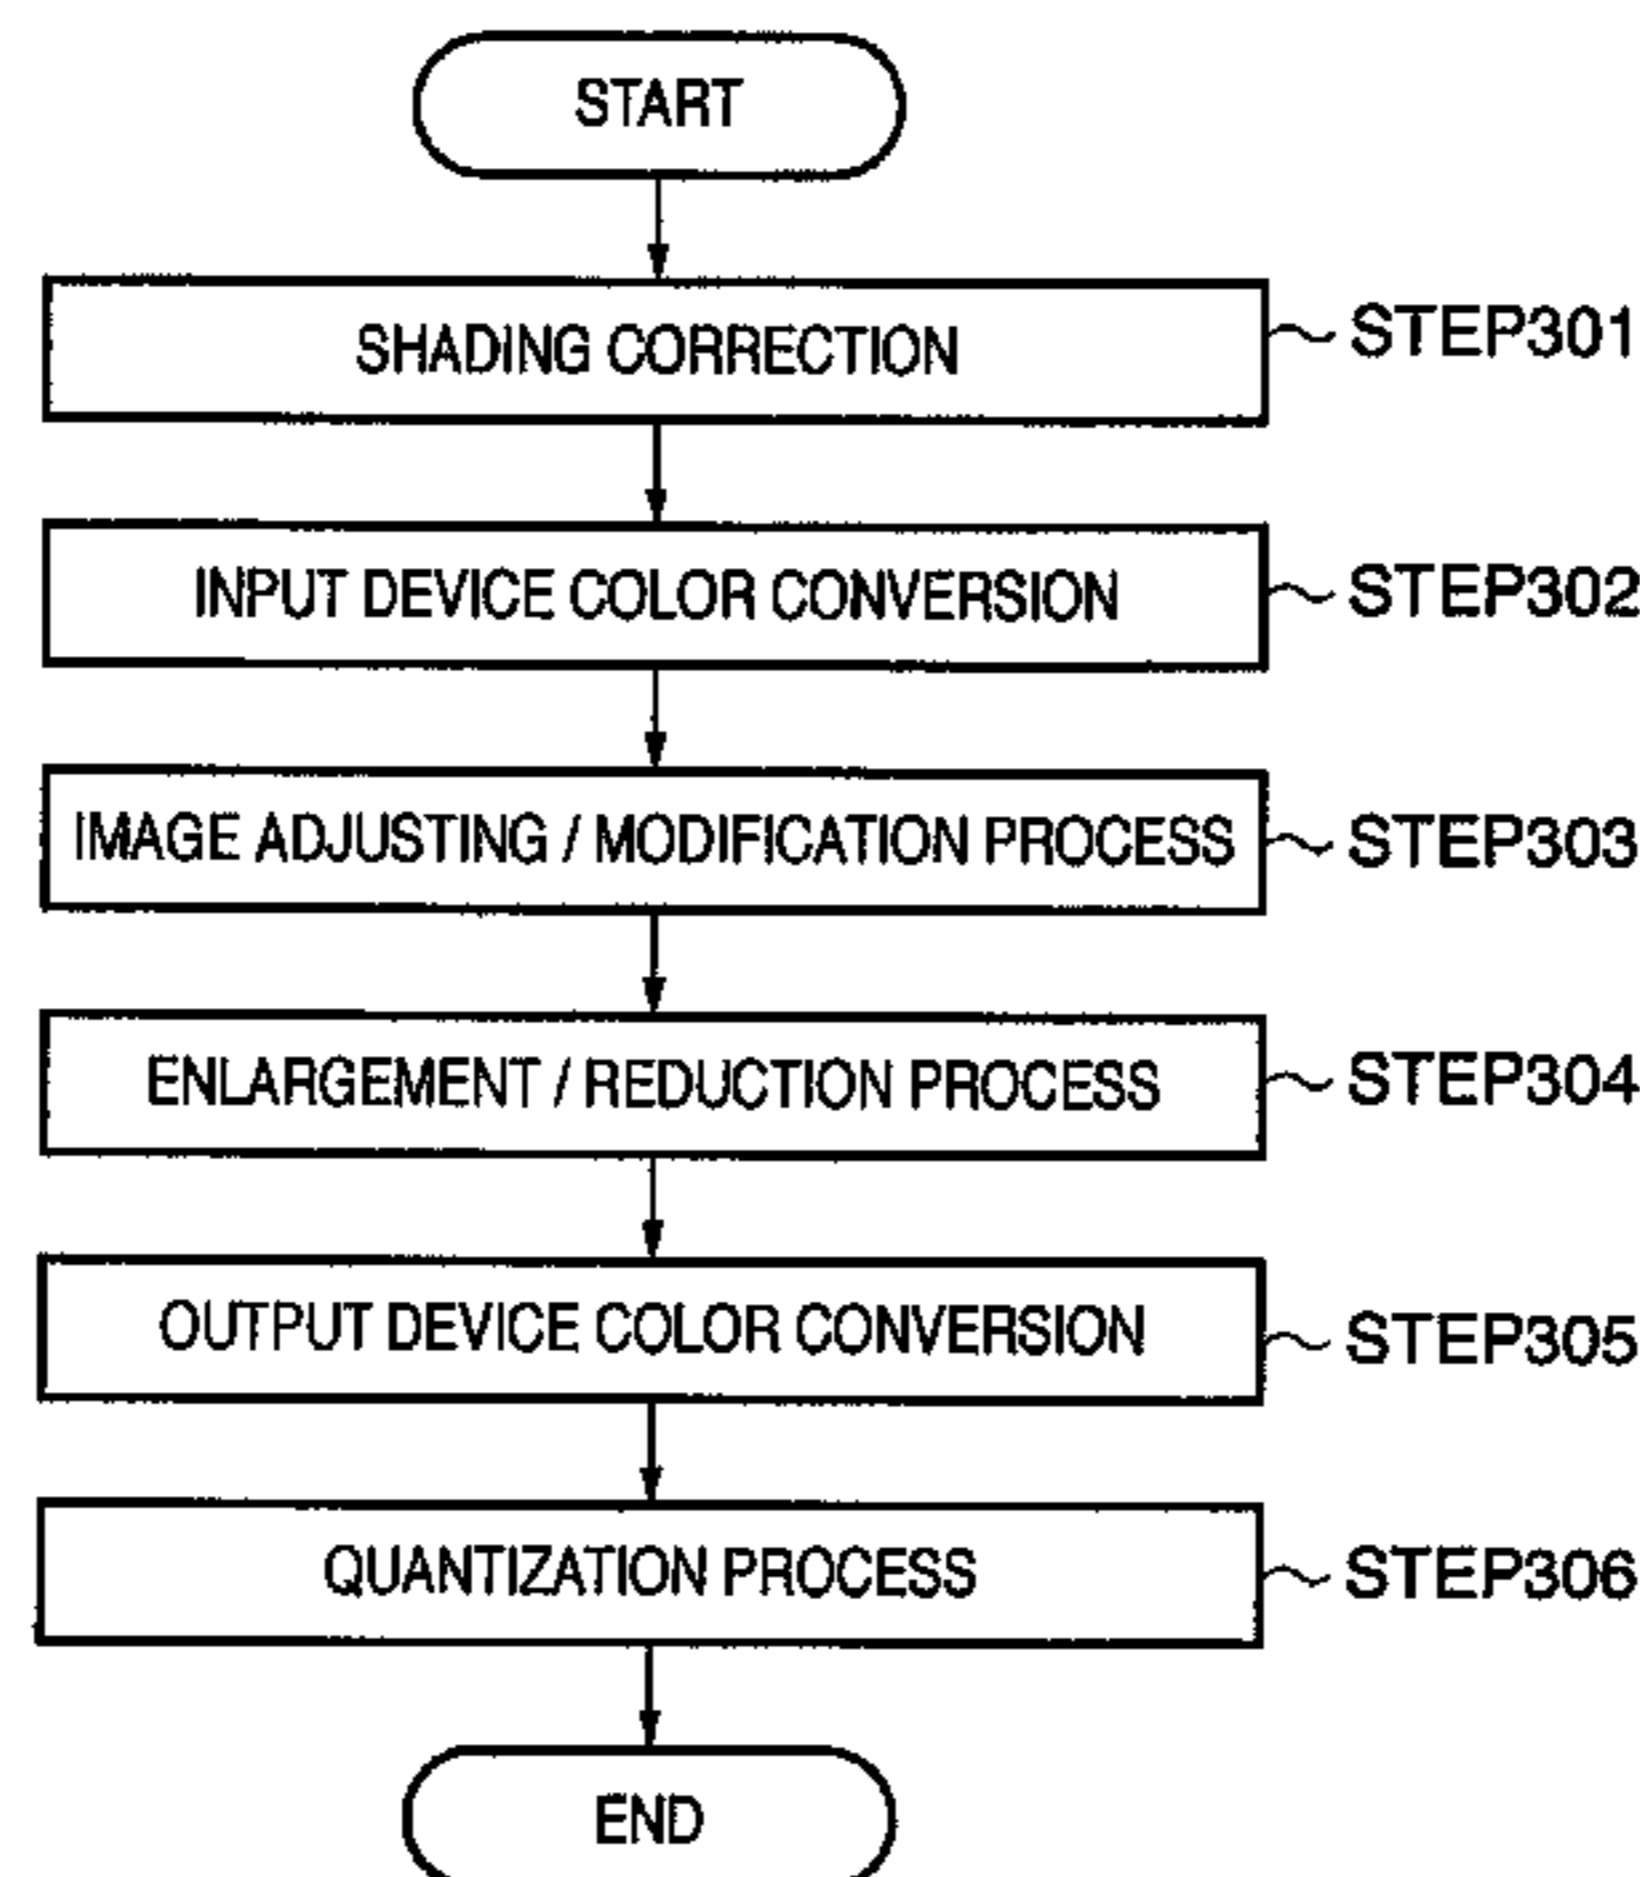 START
SHADING CORRECTION
STEP301
INPUT DEVICE COLOR CONVERSION
STEP302
IMAGE ADJUSTING / MODIFICATION PROCESS
STEP303
ENLARGEMENT / REDUCTION PROCESS
STEP304
OUTPUT DEVICE COLOR CONVERSION
STEP305
QUANTIZATION PROCESS
STEP306
END